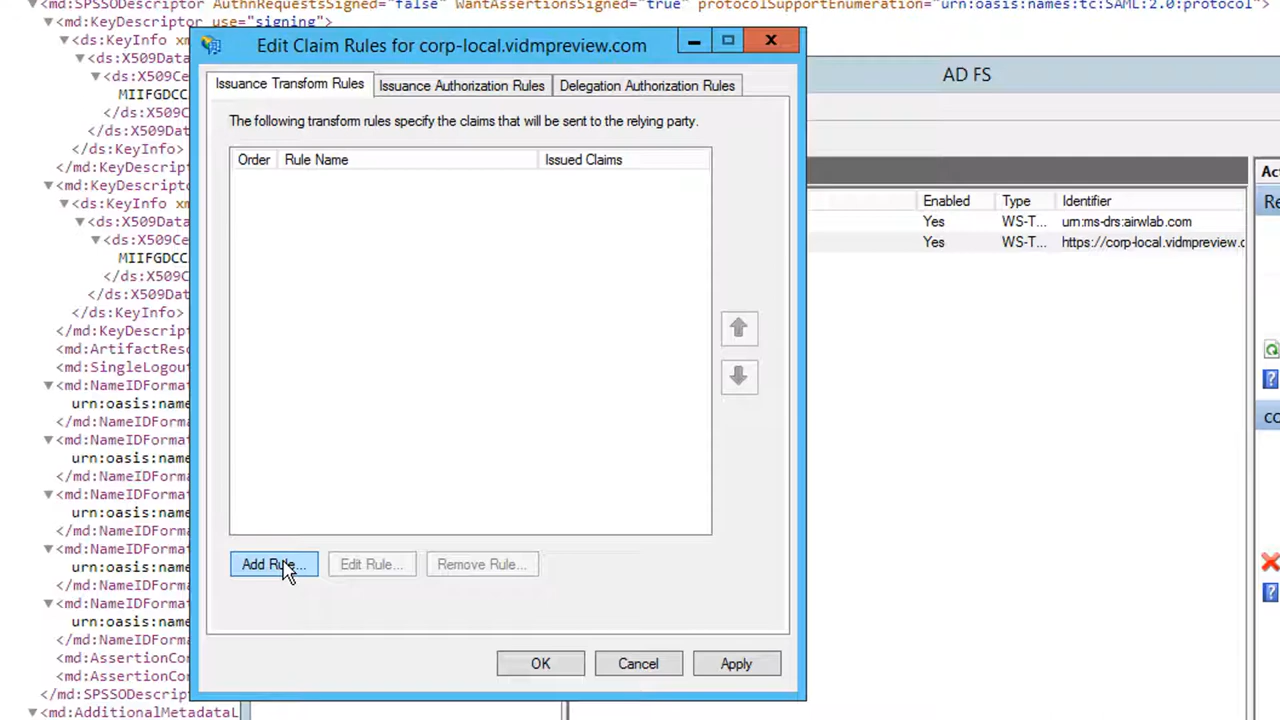 <md:SPSSODescriptor AuthnRequestsSigned="false" WantAssertionsSigned="true" protocolSupportEnumeration="urn:oasis:names:tc:SAML:2.0:protocol">
<md:KeyDescriptor use="signing">
<ds:KeyInfo xm
<ds:X509Data
<ds:X509Ce
MIIFGDCC
</ds:X509C
</ds:X509Da
</ds:KeyInfo>
</md:KeyDescript
<md:KeyDescripto
<ds:KeyInfo xm
<ds:X509Data
<ds:X509Ce
MIIFGDCC
</ds:X509C
</ds:X509Da
</ds:KeyInfo>
</md:KeyDescript
<md:ArtifactReso
<md:SingleLogout
<md:NameIDFormat
urn:oasis:name
</md:NameIDForma
<md:NameIDFormat
urn:oasis:name
</md:NameIDForma
<md:NameIDFormat
urn:oasis:name
</md:NameIDForma
<md:NameIDFormat
urn:oasis:name
</md:NameIDForma
<md:NameIDFormat
urn:oasis:name
</md:NameIDForma
<md:AssertionCon
<md:AssertionCon
</md:SPSSODescrip
<md:AdditionalMetadataL
Edit Claim Rules for corp-local.vidmpreview.com
Issuance Transform Rules
Issuance Authorization Rules
Delegation Authorization Rules
The following transform rules specify the claims that will be sent to the relying party.
Order Rule Name Issued Claims
Add Rule... Edit Rule... Remove Rule...
OK Cancel Apply
AD FS
Enabled Type Identifier
Yes WS-T... urn:ms-drs:airwlab.com
Yes WS-T... https://corp-local.vidmpreview.c
Ac
Re